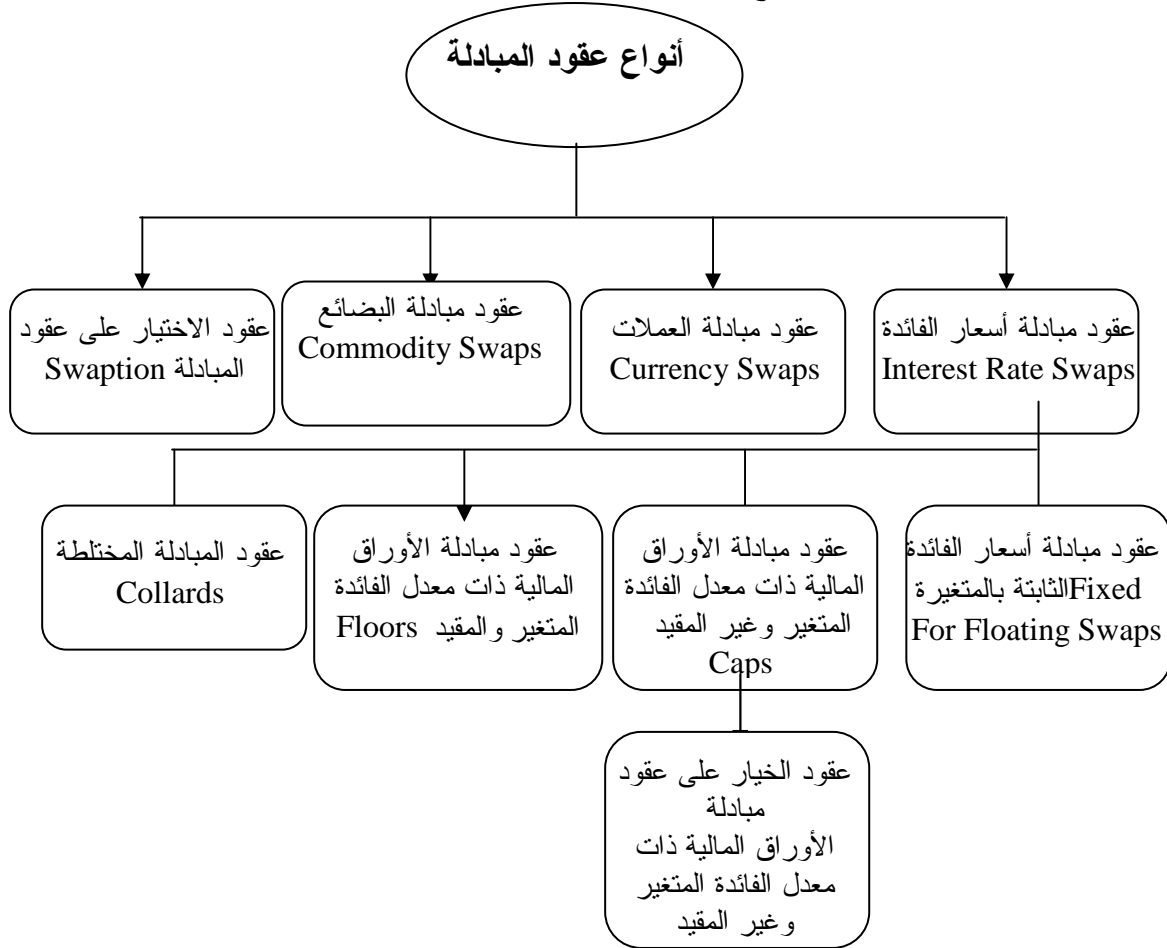 أنواع عقود المبادلة
عقود مبادلة أسعار الفائدة
Interest Rate Swaps
عقود مبادلة العملات
Currency Swaps
عقود مبادلة البضائع
Commodity Swaps
عقود الاختيار على عقود
المبادلة Swaption
عقود مبادلة أسعار الفائدة
الثابتة بالمتغيرة Fixed
For Floating Swaps
عقود مبادلة الأوراق
المالية ذات معدل الفائدة
المتغير وغير المقيد
Caps
عقود مبادلة الأوراق
المالية ذات معدل الفائدة
المتغير والمقيد Floors
عقود المبادلة المختلطة
Collards
عقود الخيار على عقود
مبادلة
الأوراق المالية ذات
معدل الفائدة المتغير
وغير المقيد